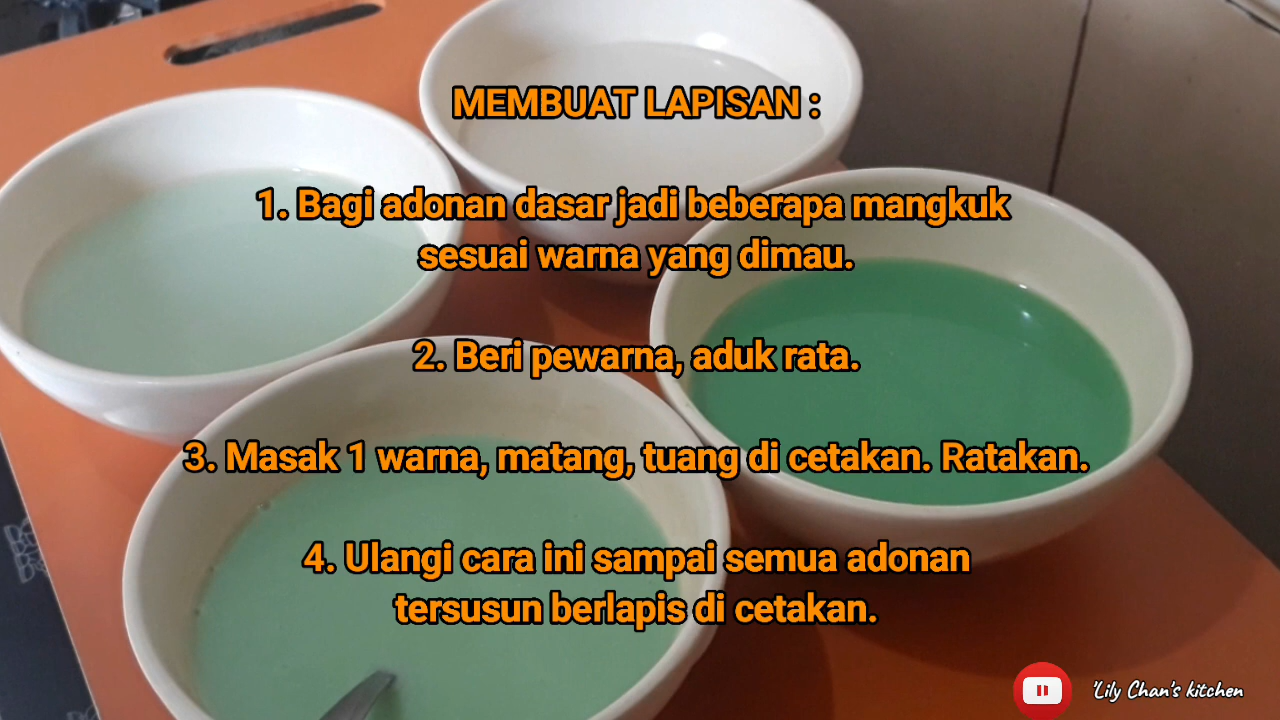 MEMBUAT LAPISAN :
1. Bagi adonan dasar jadi beberapa mangkuk
sesuai warna yang dimau.
2. Beri pewarna, aduk rata.
3. Masak 1 warna, matang, tuang di cetakan. Ratakan.
4. Ulangi cara ini sampai semua adonan
tersusun berlapis di cetakan.
'Lily Chan's kitchen